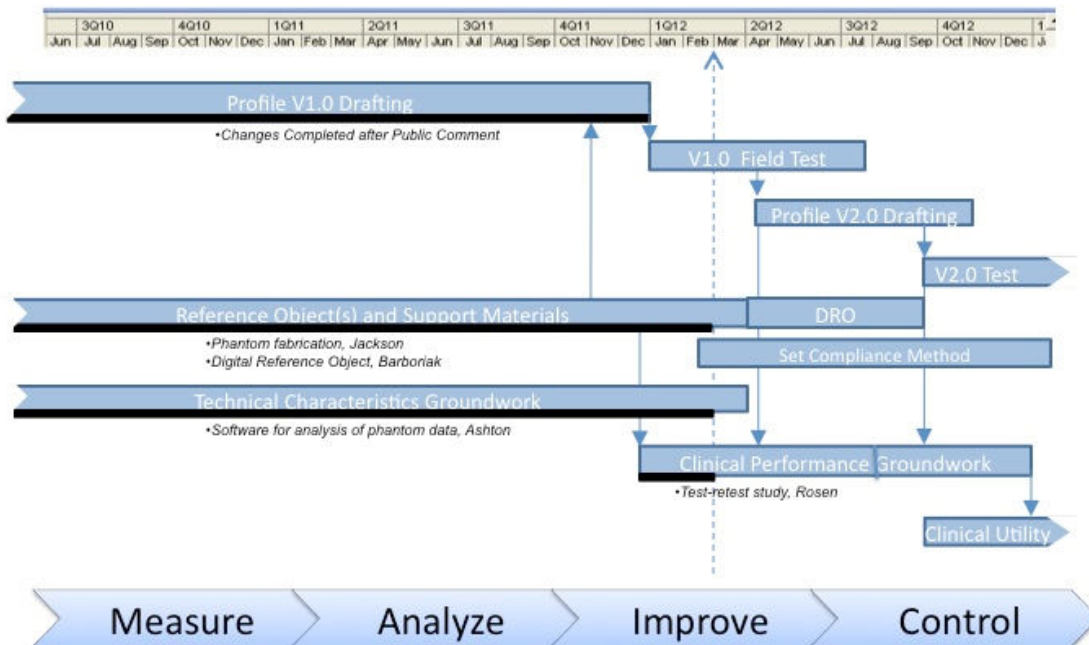 3Q10 4Q10 1Q11 2Q11 3Q11 4Q11 1Q12 2Q12 3Q12 4Q12 1
Jun Jul Aug Sep Oct Nov Dec Jan Feb Mar Apr May Jun Jul Aug Sep Oct Nov Dec Jan Feb Mar Apr May Jun Jul Aug Sep Oct Nov Dec
Profile V1.0 Drafting
•Changes Completed after Public Comment
V1.0 Field Test
Profile V2.0 Drafting
V2.0 Test
Reference Object(s) and Support Materials
DRO
•Phantom fabrication, Jackson
•Digital Reference Object, Barboriak
Set Compliance Method
Technical Characteristics Groundwork
•Software for analysis of phantom data, Ashton
Clinical Performance Groundwork
•Test-retest study, Rosen
Clinical Utility
Measure Analyze Improve Control